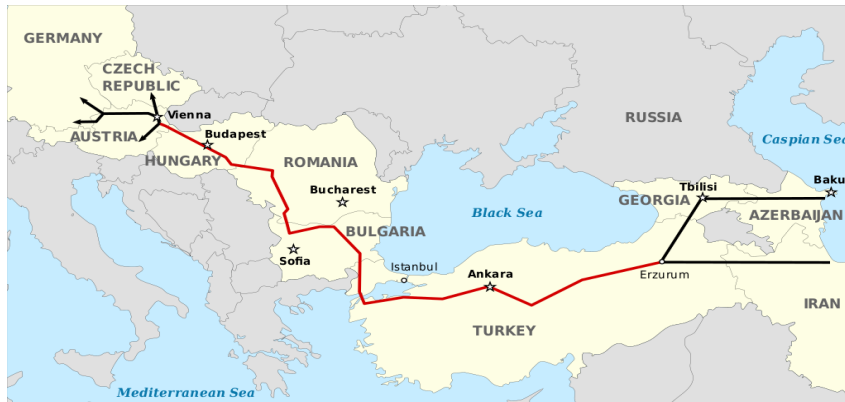 GERMANY
CZECH
REPUBLIC
Vienna
AUSTRIA
Budapest
HUNGARY
ROMANIA
Bucharest
RUSSIA
Caspian Sea
Tbilisi
Baku
GEORGIA
AZERBAIJAN
Black Sea
BULGARIA
Sofia
Istanbul
Ankara
Erzurum
IRAN
TURKEY
Mediterranean Sea